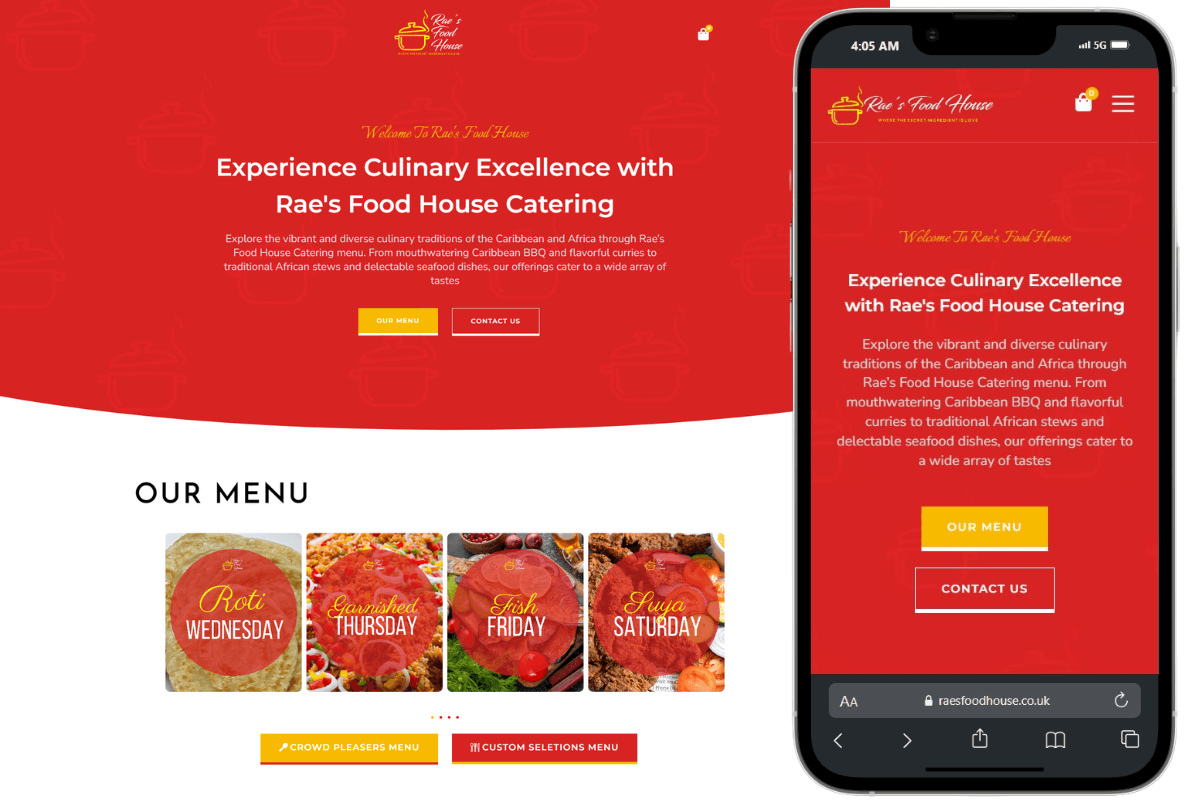 Rae's
Food
House
Welcome To Rae's Food House
Experience Culinary Excellence with
Rae's Food House Catering
Explore the vibrant and diverse culinary traditions of the Caribbean and Africa through Rae's
Food House Catering menu. From mouthwatering Caribbean BBQ and flavorful curries to
traditional African stews and delectable seafood dishes, our offerings cater to a wide array of
tastes
OUR MENU
CONTACT US
OUR MENU
Roti
WEDNESDAY
Garnished
THURSDAY
Fish
FRIDAY
Suya
SATURDAY
CROWD PLEASERS MENU
CUSTOM SELETIONS MENU
4:05 AM
5G
Rae's Food House
WHERE THE SECRET INGREDIENT IS LOVE
0
Welcome To Rae's Food House
Experience Culinary Excellence
with Rae's Food House Catering
Explore the vibrant and diverse culinary
traditions of the Caribbean and Africa through
Rae's Food House Catering menu. From
mouthwatering Caribbean BBQ and flavorful
curries to traditional African stews and
delectable seafood dishes, our offerings cater to
a wide array of tastes
OUR MENU
CONTACT US
AA
raesfoodhouse.co.uk